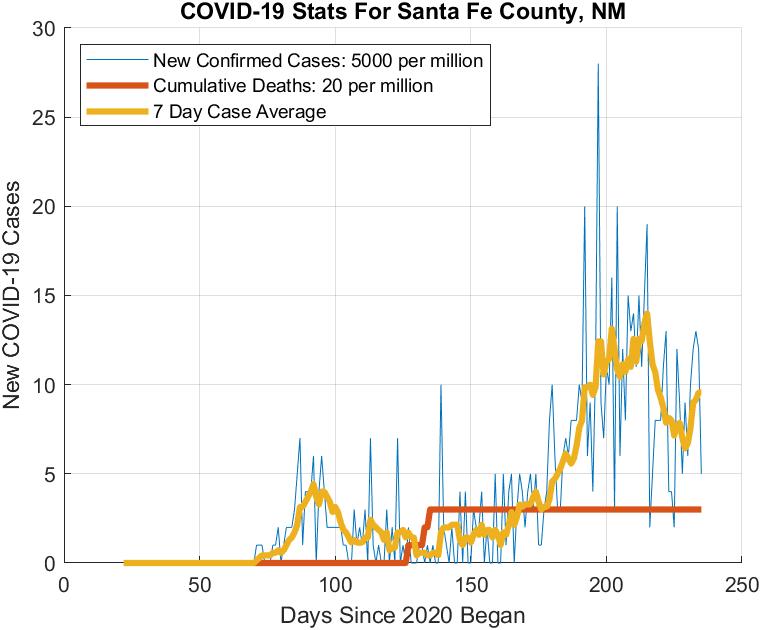 COVID-19 Stats For Santa Fe County, NM
30
New Confirmed Cases: 5000 per million
Cumulative Deaths: 20 per million
7 Day Case Average
25
20
15
10
5
0
New COVID-19 Cases
0 50 100 150 200 250
Days Since 2020 Began